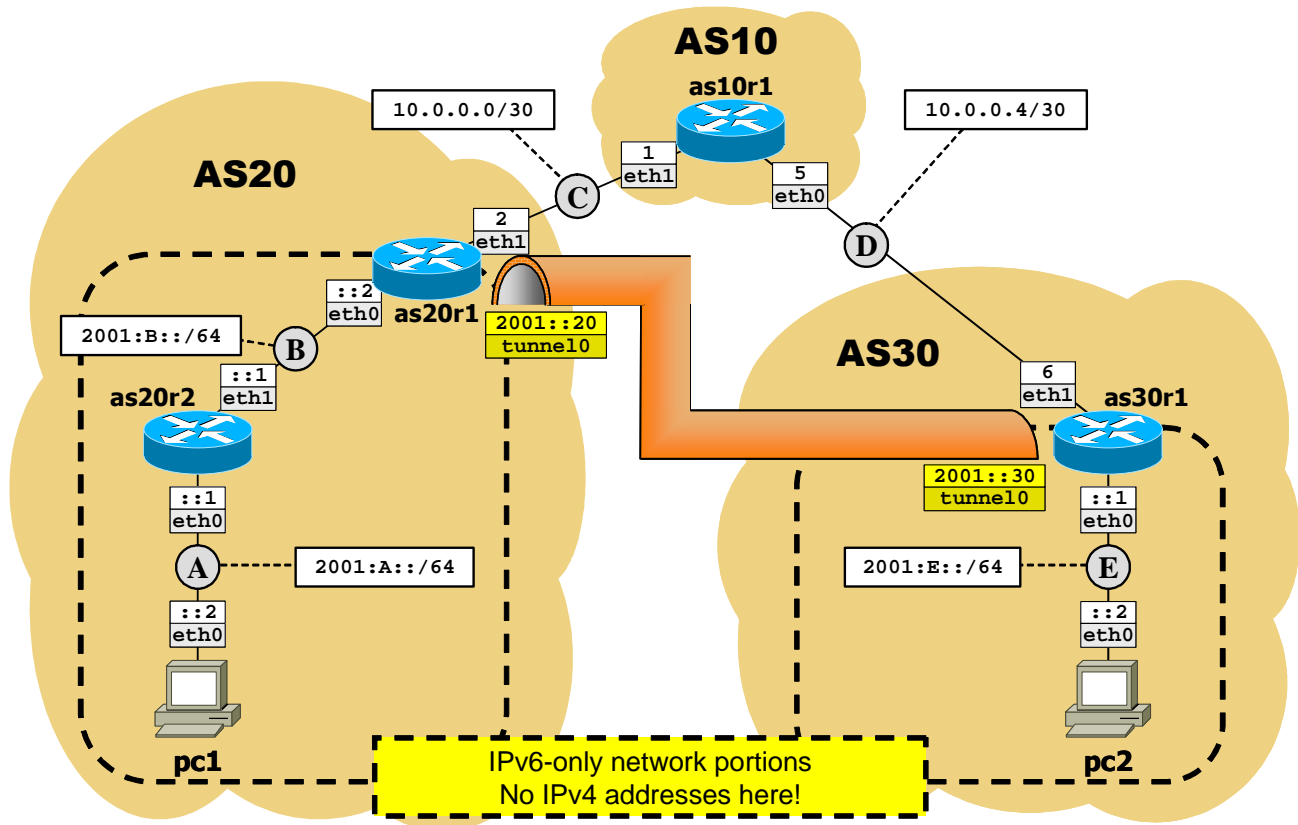 AS10
as10r1
10.0.0.0/30
10.0.0.4/30
1
eth1
5
eth0
AS20
C
2
eth1
D
as20r1
::2
eth0
2001:B::/64
B
2001::20
tunnel0
AS30
::1
eth1
as20r2
6
eth1
as30r1
::1
eth0
2001::30
tunnel0
::1
eth0
A
2001:A::/64
2001:E::/64
E
::2
eth0
::2
eth0
pc1
pc2
IPv6-only network portions
No IPv4 addresses here!